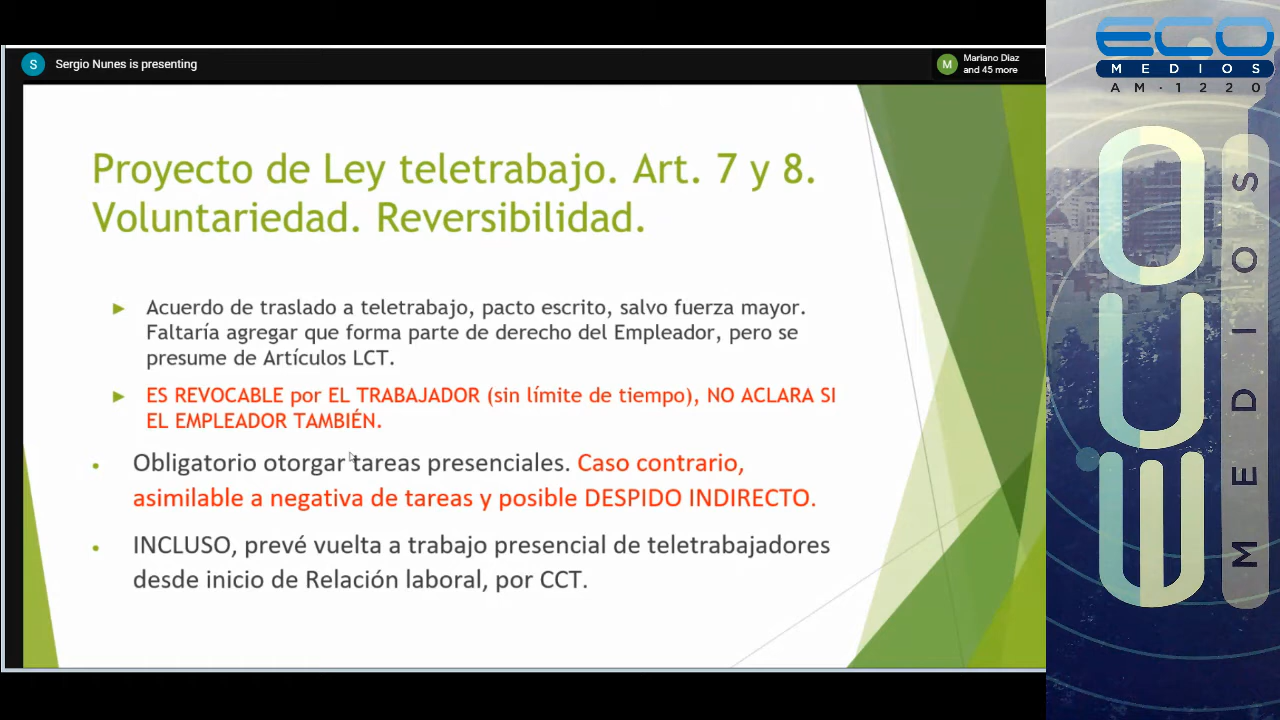 S
Sergio Nunes is presenting
M
Mariano Diaz
and 45 more
Proyecto de Ley teletrabajo. Art. 7 y 8.
Voluntariedad. Reversibilidad.
Acuerdo de traslado a teletrabajo, pacto escrito, salvo fuerza mayor.
Faltaría agregar que forma parte de derecho del Empleador, pero se
presume de Artículos LCT.
ES REVOCABLE por EL TRABAJADOR (sin límite de tiempo), NO ACLARA SI
EL EMPLEADOR TAMBIÉN.
Obligatorio otorgar tareas presenciales. Caso contrario,
asimilable a negativa de tareas y posible DESPIDO INDIRECTO.
INCLUSO, prevé vuelta a trabajo presencial de teletrabajadores
desde inicio de Relación laboral, por CCT.
ECO
MEDIOS
AM·1220
ECO
MEDIOS